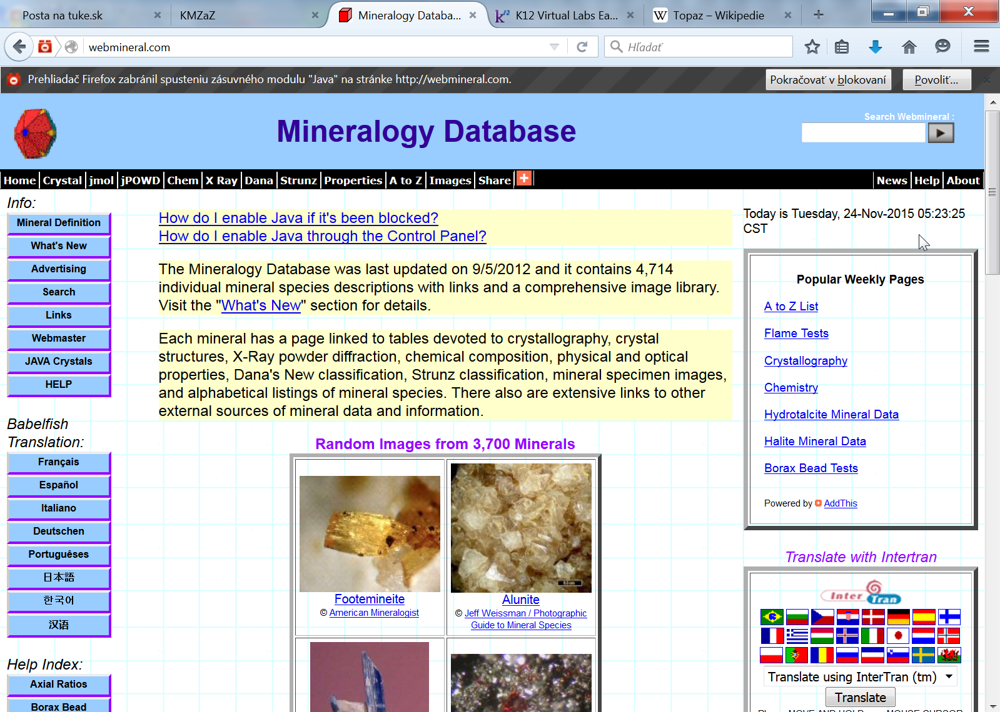 Posta na tuke.sk
KMZaZ
Mineralogy Databa...
K12 Virtual Labs Ea...
Topaz – Wikipedie
webmineral.com
Hľadať
Prehliadač Firefox zabránil spusteniu zásuvného modulu "Java" na stránke http://webmineral.com.
Pokračovať v blokovaní
Povoliť...
Mineralogy Database
Search Webmineral :
Home
Crystal
jmol
jPOWD
Chem
X Ray
Dana
Strunz
Properties
A to Z
Images
Share
News
Help
About
Info:
Mineral Definition
What's New
Advertising
Search
Links
Webmaster
JAVA Crystals
HELP
Babelfish
Translation:
Français
Español
Italiano
Deutschen
Portuguêses
日本語
한국어
汉语
Help Index:
Axial Ratios
Borax Bead
How do I enable Java if it's been blocked?
How do I enable Java through the Control Panel?
The Mineralogy Database was last updated on 9/5/2012 and it contains 4,714
individual mineral species descriptions with links and a comprehensive image library.
Visit the "What's New" section for details.
Each mineral has a page linked to tables devoted to crystallography, crystal
structures, X-Ray powder diffraction, chemical composition, physical and optical
properties, Dana's New classification, Strunz classification, mineral specimen images,
and alphabetical listings of mineral species. There also are extensive links to other
external sources of mineral data and information.
Random Images from 3,700 Minerals
Footemineite
© American Mineralogist
Alunite
© Jeff Weissman / Photographic
Guide to Mineral Species
Today is Tuesday, 24-Nov-2015 05:23:25
CST
Popular Weekly Pages
A to Z List
Flame Tests
Crystallography
Chemistry
Hydrotalcite Mineral Data
Halite Mineral Data
Borax Bead Tests
Powered by AddThis
Translate with Intertran
Inter Tran
Translate using InterTran (tm)
Translate